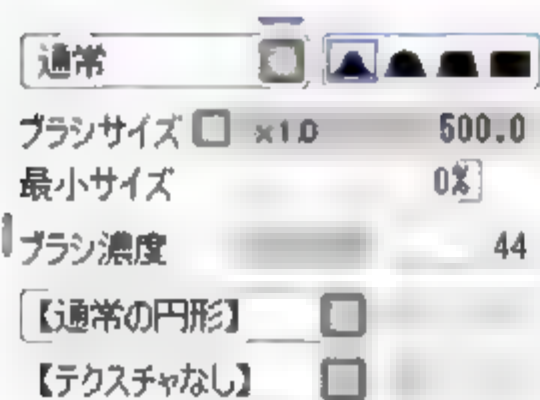 通常
ブラシサイズ x1.0 500.0
最小サイズ 0%
ブラシ濃度 44
【通常の円形】
【テクスチャなし】